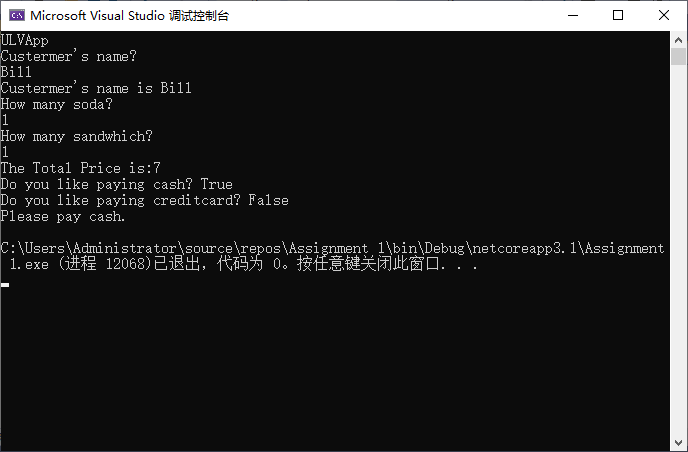 Microsoft Visual Studio 调试控制台
ULVApp
Custermer's name?
Bill
Custermer's name is Bill
How many soda?
1
How many sandwhich?
1
The Total Price is:7
Do you like paying cash? True
Do you like paying creditcard? False
Please pay cash.
C:\Users\Administrator\source\repos\Assignment 1\bin\Debug\netcoreapp3.1\Assignment
1.exe (进程 12068)已退出，代码为 0。按任意键关闭此窗口. . .